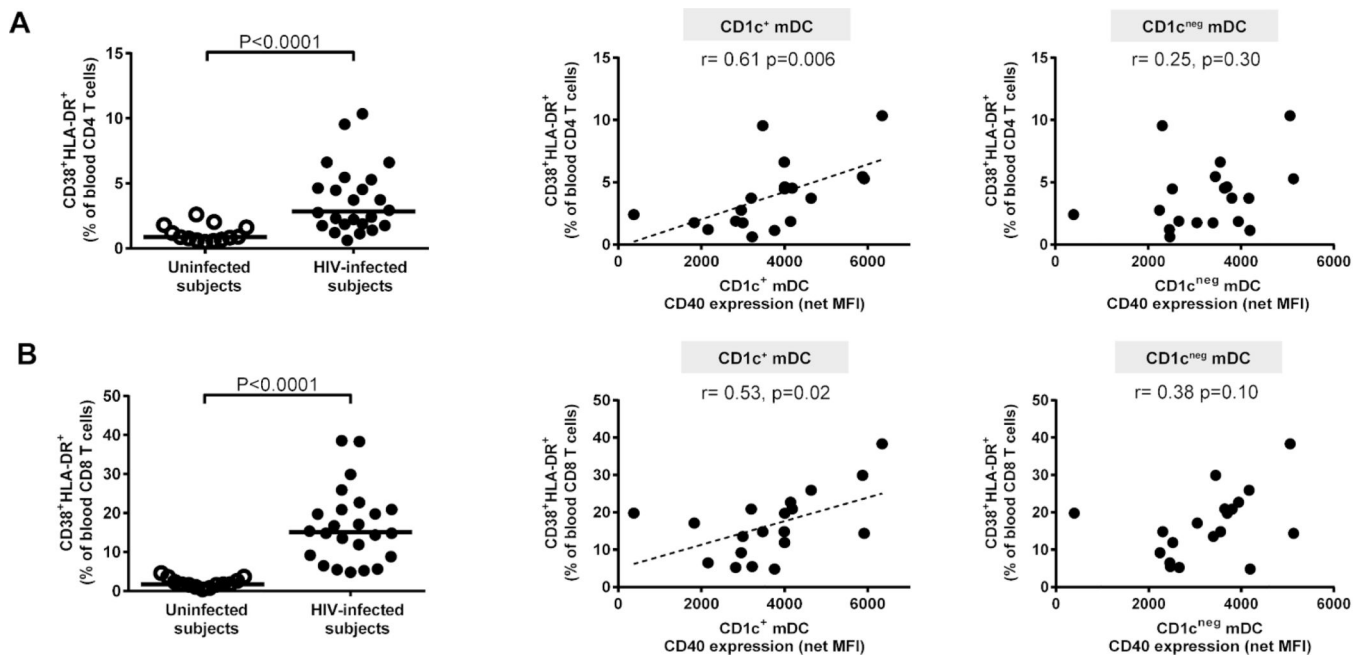 A
P<0.0001
CD38⁺HLA-DR⁺
(% of blood CD4 T cells)
15
10
5
0
Uninfected
subjects
HIV-infected
subjects
CD1c⁺ mDC
r= 0.61 p=0.006
CD38⁺HLA-DR⁺
(% of blood CD4 T cells)
15
10
5
0
0 2000 4000 6000
CD1c⁺ mDC
CD40 expression (net MFI)
CD1cⁿᵉᵍ mDC
r= 0.25, p=0.30
CD38⁺HLA-DR⁺
(% of blood CD4 T cells)
15
10
5
0
0 2000 4000 6000
CD1cⁿᵉᵍ mDC
CD40 expression (net MFI)
B
P<0.0001
CD38⁺HLA-DR⁺
(% of blood CD8 T cells)
50
40
30
20
10
0
Uninfected
subjects
HIV-infected
subjects
CD1c⁺ mDC
r= 0.53, p=0.02
CD38⁺HLA-DR⁺
(% of blood CD8 T cells)
50
40
30
20
10
0
0 2000 4000 6000
CD1c⁺ mDC
CD40 expression (net MFI)
CD1cⁿᵉᵍ mDC
r= 0.38 p=0.10
CD38⁺HLA-DR⁺
(% of blood CD8 T cells)
50
40
30
20
10
0
0 2000 4000 6000
CD1cⁿᵉᵍ mDC
CD40 expression (net MFI)